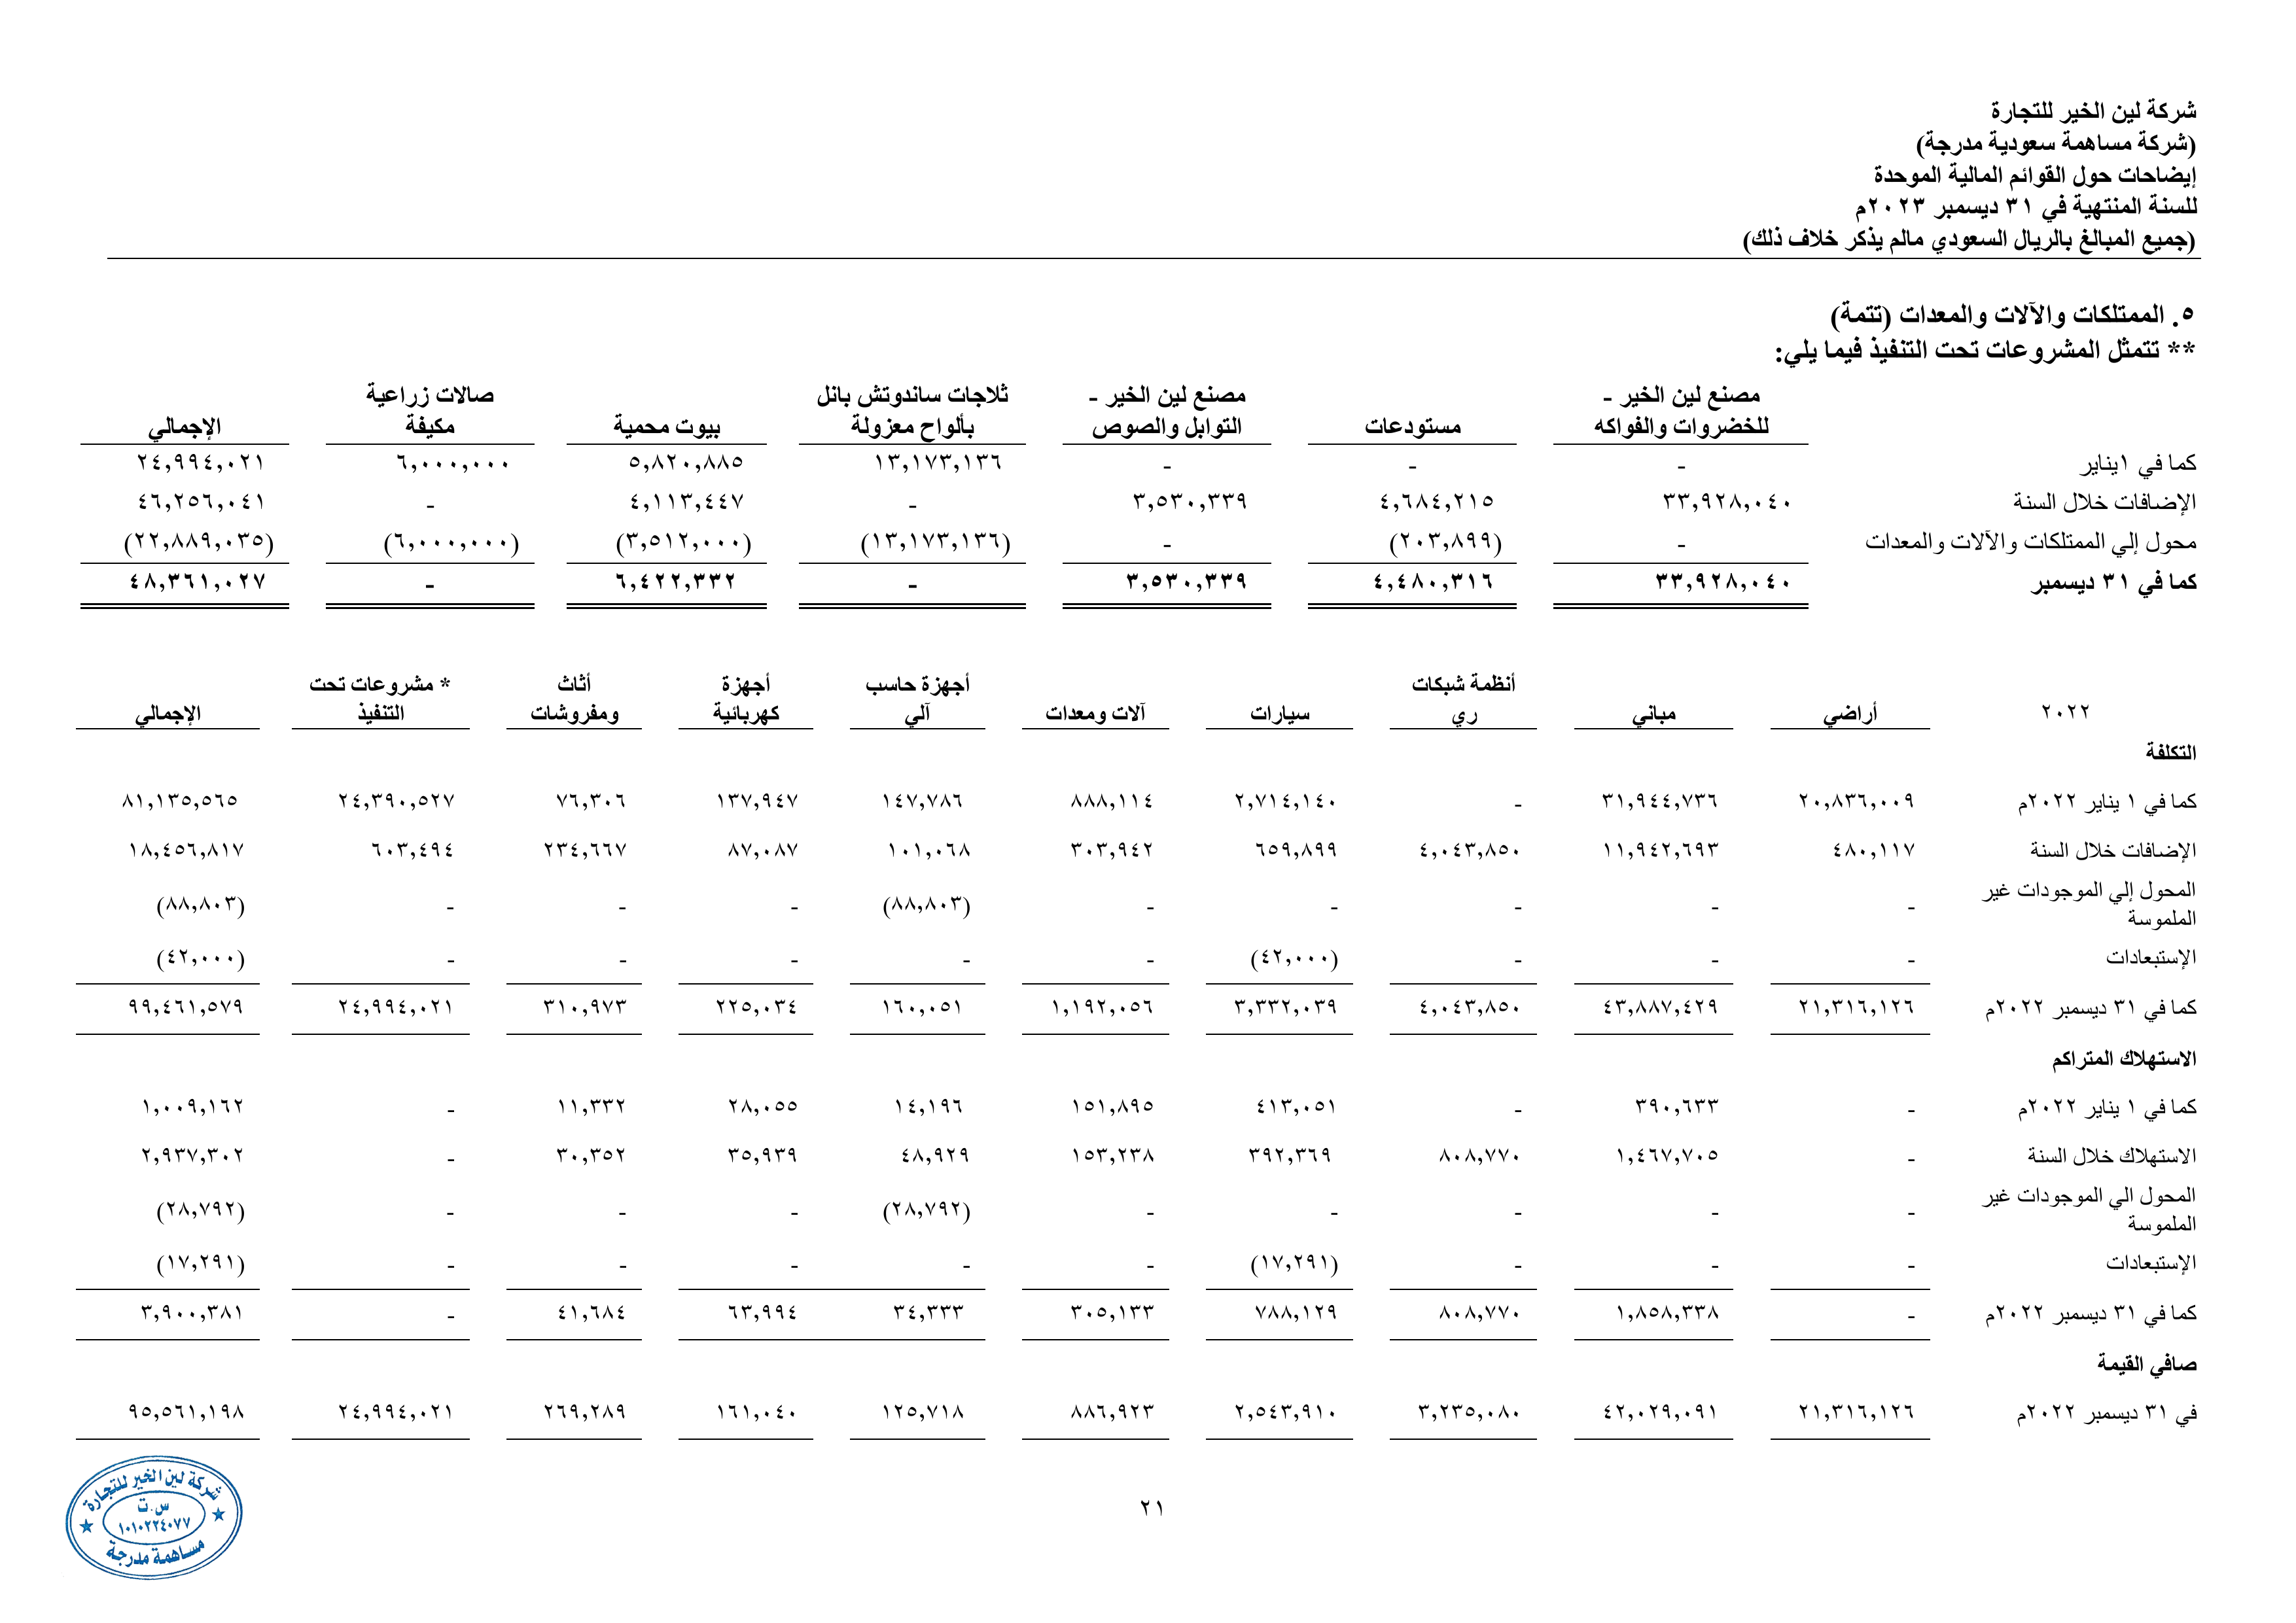 شركة لين الخير للتجارة
(شركة مساهمة سعودية مدرجة)
إيضاحات حول القوائم المالية الموحدة
للسنة المنتهية في ٣١ ديسمبر ٢٠٢٣م
(جميع المبالغ بالريال السعودي مالم يذكر خلاف ذلك)
٥. الممتلكات والآلات والمعدات (تتمة)
** تتمثل المشروعات تحت التنفيذ فيما يلي:
مصنع لين الخير - ثلاجات ساندوتش بانل مصنع لين الخير - صالات زراعية
للخضروات والفواكه مستودعات التوابل والصوص بألواح معزولة بيوت محمية مكيفة الإجمالي
كما في ١يناير - - - ١٣,١٧٣,١٣٦ ٥,٨٢٠,٨٨٥ ٦,٠٠٠,٠٠٠ ٢٤,٩٩٤,٠٢١
الإضافات خلال السنة ٣٣,٩٢٨,٠٤٠ ٤,٦٨٤,٢١٥ ٣,٥٣٠,٣٣٩ - ٤,١١٣,٤٤٧ - ٤٦,٢٥٦,٠٤١
محول إلي الممتلكات والآلات والمعدات - (٢٠٣,٨٩٩) - (١٣,١٧٣,١٣٦) (٣,٥١٢,٠٠٠) (٦,٠٠٠,٠٠٠) (٢٢,٨٨٩,٠٣٥)
كما في ٣١ ديسمبر ٣٣,٩٢٨,٠٤٠ ٤,٤٨٠,٣١٦ ٣,٥٣٠,٣٣٩ - ٦,٤٢٢,٣٣٢ - ٤٨,٣٦١,٠٢٧
أنظمة شبكات أجهزة حاسب أجهزة أثاث * مشروعات تحت
٢٠٢٢ أراضي مباني ري سيارات آلات ومعدات آلي كهربائية ومفروشات التنفيذ الإجمالي
التكلفة
كما في ١ يناير ٢٠٢٢م ٢٠,٨٣٦,٠٠٩ ٣١,٩٤٤,٧٣٦ - ٢,٧١٤,١٤٠ ٨٨٨,١١٤ ١٤٧,٧٨٦ ١٣٧,٩٤٧ ٧٦,٣٠٦ ٢٤,٣٩٠,٥٢٧ ٨١,١٣٥,٥٦٥
الإضافات خلال السنة ٤٨٠,١١٧ ١١,٩٤٢,٦٩٣ ٤,٠٤٣,٨٥٠ ٦٥٩,٨٩٩ ٣٠٣,٩٤٢ ١٠١,٠٦٨ ٨٧,٠٨٧ ٢٣٤,٦٦٧ ٦٠٣,٤٩٤ ١٨,٤٥٦,٨١٧
المحول إلي الموجودات غير
الملموسة - - - - - (٨٨,٨٠٣) - - - (٨٨,٨٠٣)
الإستبعادات - - - (٤٢,٠٠٠) - - - - - (٤٢,٠٠٠)
كما في ٣١ ديسمبر ٢٠٢٢م ٢١,٣١٦,١٢٦ ٤٣,٨٨٧,٤٢٩ ٤,٠٤٣,٨٥٠ ٣,٣٣٢,٠٣٩ ١,١٩٢,٠٥٦ ١٦٠,٠٥١ ٢٢٥,٠٣٤ ٣١٠,٩٧٣ ٢٤,٩٩٤,٠٢١ ٩٩,٤٦١,٥٧٩
الاستهلاك المتراكم
كما في ١ يناير ٢٠٢٢م - ٣٩٠,٦٣٣ - ٤١٣,٠٥١ ١٥١,٨٩٥ ١٤,١٩٦ ٢٨,٠٥٥ ١١,٣٣٢ - ١,٠٠٩,١٦٢
الاستهلاك خلال السنة - ١,٤٦٧,٧٠٥ ٨٠٨,٧٧٠ ٣٩٢,٣٦٩ ١٥٣,٢٣٨ ٤٨,٩٢٩ ٣٥,٩٣٩ ٣٠,٣٥٢ - ٢,٩٣٧,٣٠٢
المحول الي الموجودات غير
الملموسة - - - - - (٢٨,٧٩٢) - - - (٢٨,٧٩٢)
الإستبعادات - - - (١٧,٢٩١) - - - - - (١٧,٢٩١)
كما في ٣١ ديسمبر ٢٠٢٢م - ١,٨٥٨,٣٣٨ ٨٠٨,٧٧٠ ٧٨٨,١٢٩ ٣٠٥,١٣٣ ٣٤,٣٣٣ ٦٣,٩٩٤ ٤١,٦٨٤ - ٣,٩٠٠,٣٨١
صافي القيمة
في ٣١ ديسمبر ٢٠٢٢م ٢١,٣١٦,١٢٦ ٤٢,٠٢٩,٠٩١ ٣,٢٣٥,٠٨٠ ٢,٥٤٣,٩١٠ ٨٨٦,٩٢٣ ١٢٥,٧١٨ ١٦١,٠٤٠ ٢٦٩,٢٨٩ ٢٤,٩٩٤,٠٢١ ٩٥,٥٦١,١٩٨
شركة لين الخير للتجارة
س.ت
١٠١٠٢٢٤٠٧٧
مساهمة مدرجة
٢١